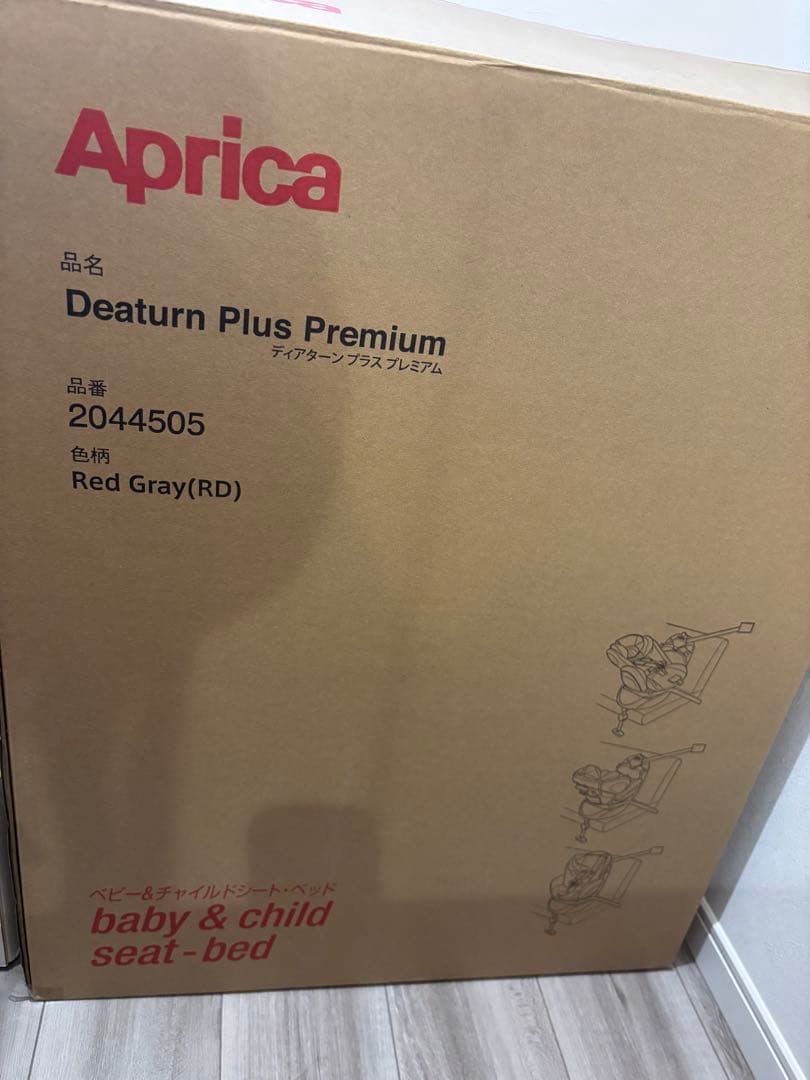 Aprica
品名
Deaturn Plus Premium
ディアターン プラス プレミアム
品番
2044505
色柄
Red Gray(RD)
ベビー&チャイルドシート・ベッド
baby & child
seat-bed